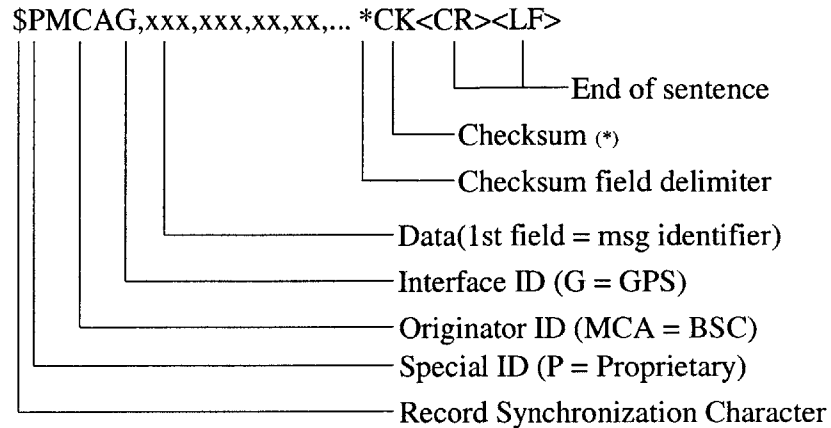 $PMCAG,xxx,xxx,xx,xx,... *CK<CR><LF>
End of sentence
Checksum (*)
Checksum field delimiter
Data(1st field = msg identifier)
Interface ID (G = GPS)
Originator ID (MCA = BSC)
Special ID (P = Proprietary)
Record Synchronization Character